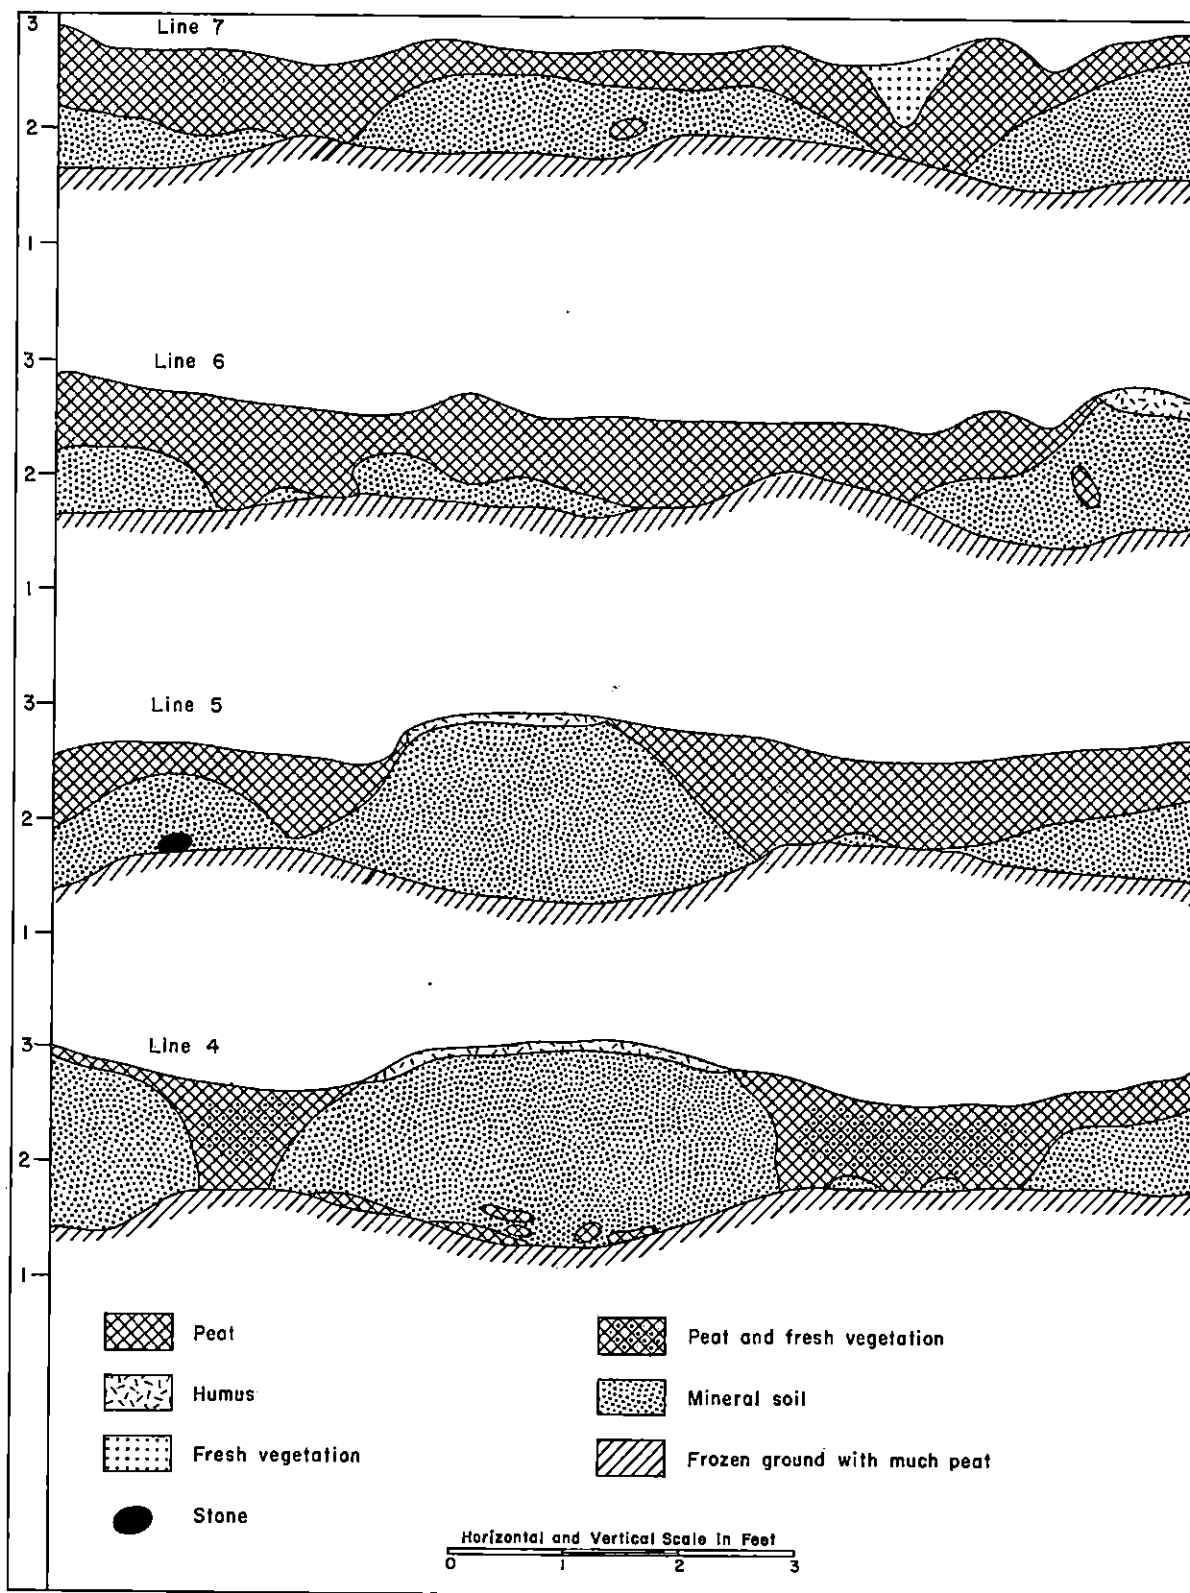 3
Line 7
2
1
3
Line 6
2
1
3
Line 5
2
1
3
Line 4
2
1
Peat
Peat and fresh vegetation
Humus
Mineral soil
Fresh vegetation
Frozen ground with much peat
Stone
Horizontal and Vertical Scale in Feet
0 1 2 3